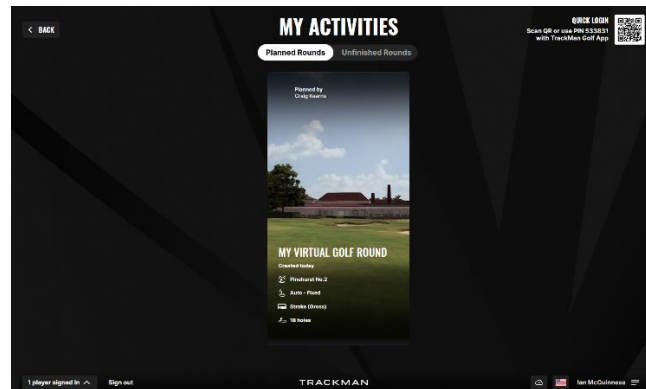 BACK
MY ACTIVITIES
QUICK LOGIN
Scan QR or use PIN 533831
with TrackMan Golf App
Planned Rounds
Unfinished Rounds
Planned by
Craig Kearns
MY VIRTUAL GOLF ROUND
Created today
Pinehurst No.2
Auto - Fixed
Stroke (Gross)
18 holes
1 player signed in
Sign out
TRACKMAN
Ian McGuinness